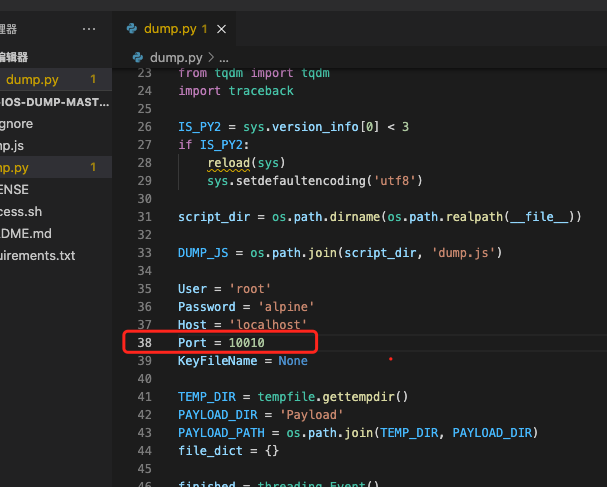 理器 ··· dump.py 1 ×
编辑器 dump.py > ...
dump.py 1
-IOS-DUMP-MAST...
gnore
np.js
np.py 1
ENSE
cess.sh
DME.md
uirements.txt
23 from tqdm import tqdm
24 import traceback
25
26 IS_PY2 = sys.version_info[0] < 3
27 if IS_PY2:
28     reload(sys)
29     sys.setdefaultencoding('utf8')
30
31 script_dir = os.path.dirname(os.path.realpath(__file__))
32
33 DUMP_JS = os.path.join(script_dir, 'dump.js')
34
35 User = 'root'
36 Password = 'alpine'
37 Host = 'localhost'
38 Port = 10010
39 KeyFileName = None
40
41 TEMP_DIR = tempfile.gettempdir()
42 PAYLOAD_DIR = 'Payload'
43 PAYLOAD_PATH = os.path.join(TEMP_DIR, PAYLOAD_DIR)
44 file_dict = {}
45
46 finished = threading.Event()